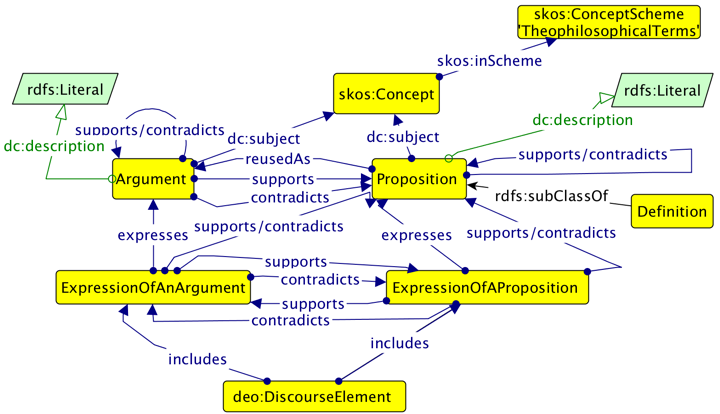 skos:ConceptScheme
'TheophilosophicalTerms'
skos:inScheme
rdfs:Literal
skos:Concept
rdfs:Literal
supports/contradicts
dc:subject
dc:subject
dc:description
dc:description
reusedAs
supports/contradicts
Argument
supports
Proposition
contradicts
rdfs:subClassOf
Definition
expresses
supports/contradicts
expresses
supports/contradicts
supports
contradicts
ExpressionOfAnArgument
ExpressionOfAProposition
supports
contradicts
includes
includes
deo:DiscourseElement